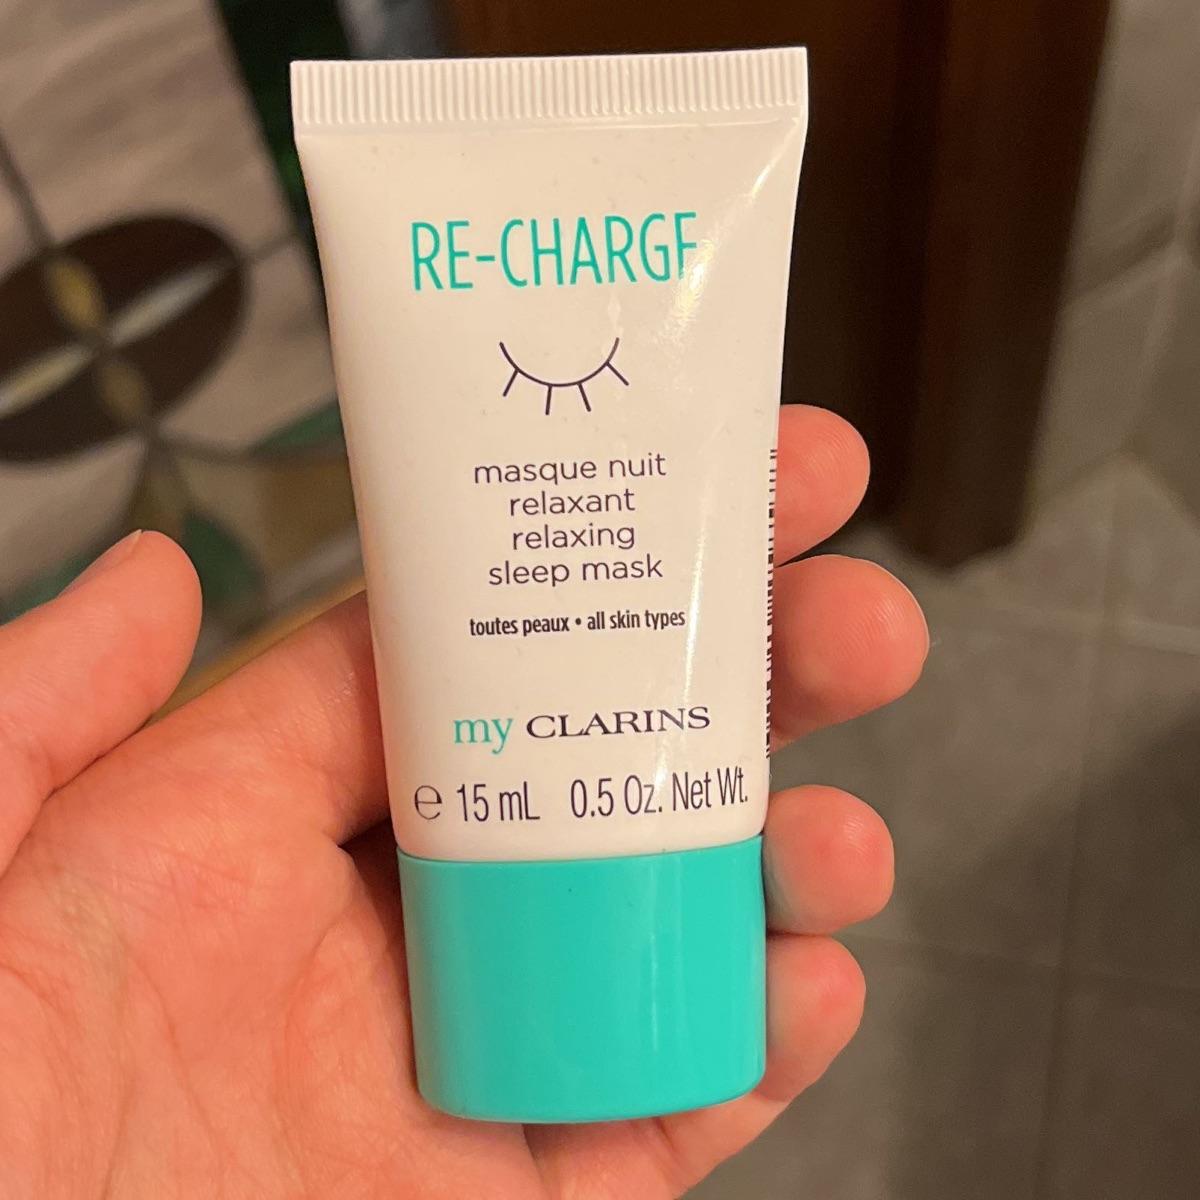 RE-CHARGE
masque nuit
relaxant
relaxing
sleep mask
toutes peaux • all skin types
my CLARINS
℮ 15 mL 0.5 Oz. Net Wt.